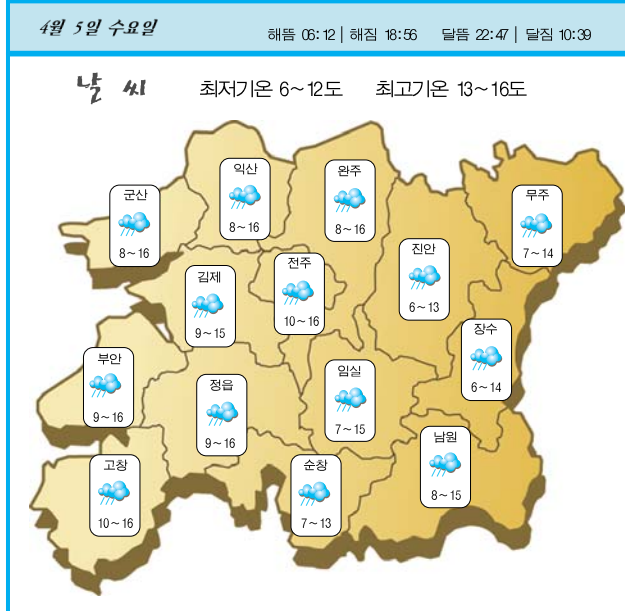 4월 5일 수요일
해뜸 06:12 | 해짐 18:56 달뜸 22:47 | 달짐 10:39
날씨 최저기온 6~12도 최고기온 13~16도
익산
8~16
완주
8~16
군산
8~16
무주
7~14
진안
6~13
전주
10~16
김제
9~15
장수
6~14
부안
9~16
임실
7~15
정읍
9~16
남원
8~15
고창
10~16
순창
7~13